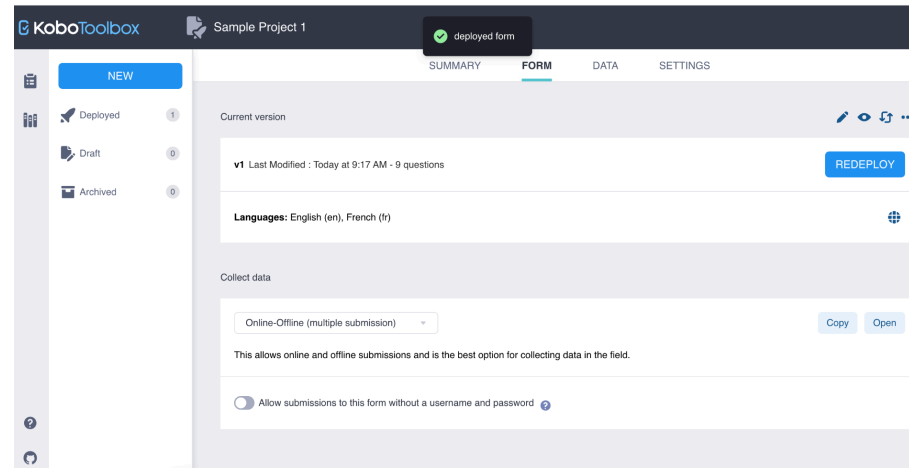 KoboToolbox
Sample Project 1
deployed form
NEW
SUMMARY FORM DATA SETTINGS
Deployed 1
Draft 0
Archived 0
Current version
v1 Last Modified : Today at 9:17 AM - 9 questions
REDEPLOY
Languages: English (en), French (fr)
Collect data
Online-Offline (multiple submission)
Copy Open
This allows online and offline submissions and is the best option for collecting data in the field.
Allow submissions to this form without a username and password